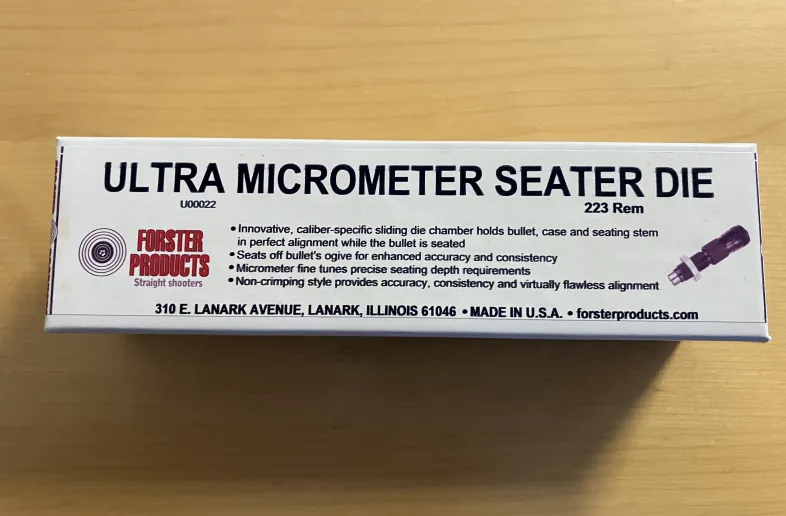 ULTRA MICROMETER SEATER DIE
U00022
223 Rem
FORSTER
PRODUCTS
Straight shooters
• Innovative, caliber-specific sliding die chamber holds bullet, case and seating stem
in perfect alignment while the bullet is seated
• Seats off bullet's ogive for enhanced accuracy and consistency
• Micrometer fine tunes precise seating depth requirements
• Non-crimping style provides accuracy, consistency and virtually flawless alignment
310 E. LANARK AVENUE, LANARK, ILLINOIS 61046 • MADE IN U.S.A. • forsterproducts.com